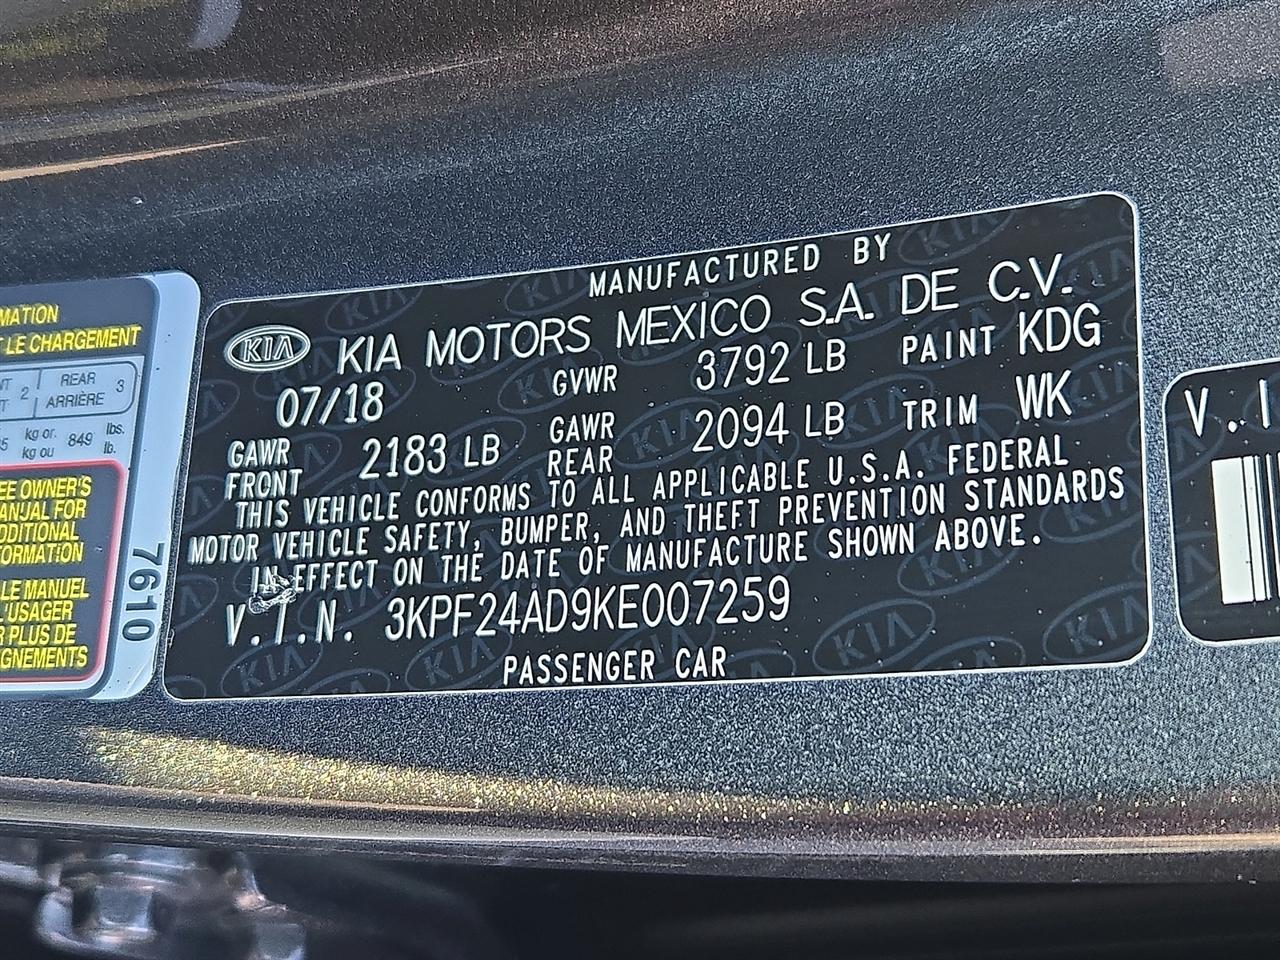 MANUFACTURED BY
KIA KIA MOTORS MEXICO S.A. DE C.V.
07/18 GVWR 3792 LB PAINT KDG
GAWR FRONT 2183 LB GAWR REAR 2094 LB TRIM WK
THIS VEHICLE CONFORMS TO ALL APPLICABLE U.S.A. FEDERAL
MOTOR VEHICLE SAFETY, BUMPER, AND THEFT PREVENTION STANDARDS
IN EFFECT ON THE DATE OF MANUFACTURE SHOWN ABOVE.
V.I.N. 3KPF24AD9KE007259
PASSENGER CAR
MATION
LE CHARGEMENT
2 REAR 3
ARRIÈRE
kg or. 849 lbs.
kg ou lb.
EE OWNER'S
ANUAL FOR
DDITIONAL
FORMATION
LE MANUEL
L'USAGER
R PLUS DE
GNEMENTS
7610
V.I